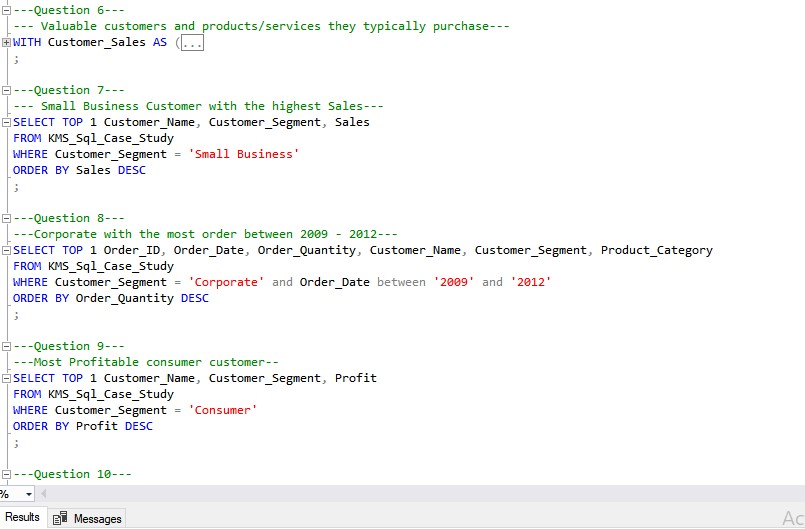 ---Question 6---
--- Valuable customers and products/services they typically purchase---
WITH Customer_Sales AS (...
;
---Question 7---
--- Small Business Customer with the highest Sales---
SELECT TOP 1 Customer_Name, Customer_Segment, Sales
FROM KMS_Sql_Case_Study
WHERE Customer_Segment = 'Small Business'
ORDER BY Sales DESC
;
---Question 8---
---Corporate with the most order between 2009 - 2012---
SELECT TOP 1 Order_ID, Order_Date, Order_Quantity, Customer_Name, Customer_Segment, Product_Category
FROM KMS_Sql_Case_Study
WHERE Customer_Segment = 'Corporate' and Order_Date between '2009' and '2012'
ORDER BY Order_Quantity DESC
;
---Question 9---
---Most Profitable consumer customer--
SELECT TOP 1 Customer_Name, Customer_Segment, Profit
FROM KMS_Sql_Case_Study
WHERE Customer_Segment = 'Consumer'
ORDER BY Profit DESC
;
---Question 10---
%
Results Messages
Ac